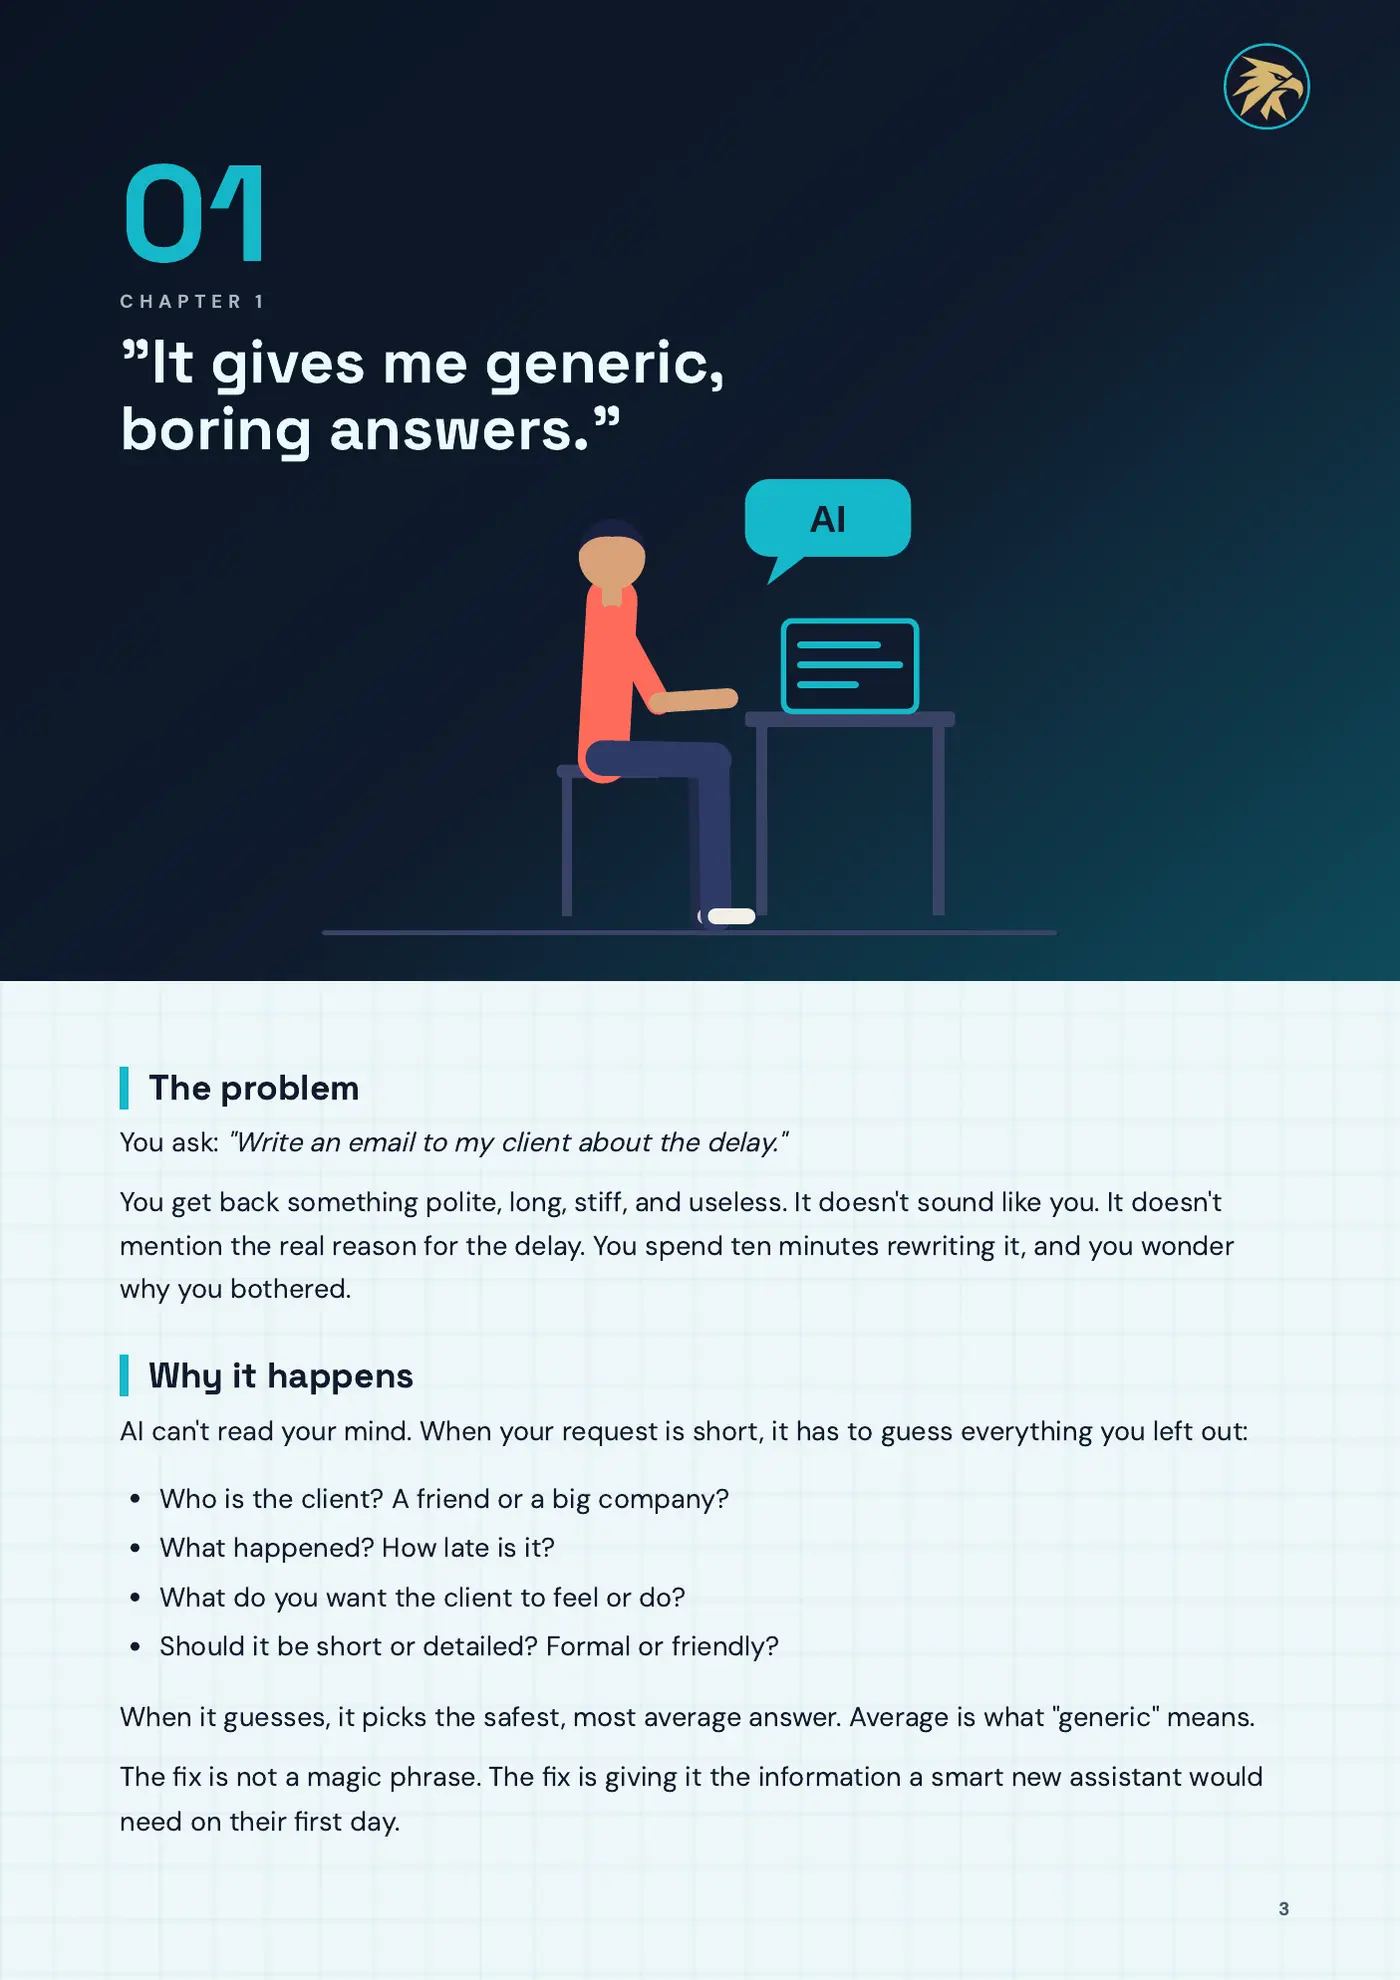 01
CHAPTER 1
”It gives me generic,
boring answers.”
AI
The problem
You ask: "Write an email to my client about the delay."
You get back something polite, long, stiff, and useless. It doesn't sound like you. It doesn't
mention the real reason for the delay. You spend ten minutes rewriting it, and you wonder
why you bothered.
Why it happens
AI can't read your mind. When your request is short, it has to guess everything you left out:
• Who is the client? A friend or a big company?
• What happened? How late is it?
• What do you want the client to feel or do?
• Should it be short or detailed? Formal or friendly?
When it guesses, it picks the safest, most average answer. Average is what "generic" means.
The fix is not a magic phrase. The fix is giving it the information a smart new assistant would
need on their first day.
3